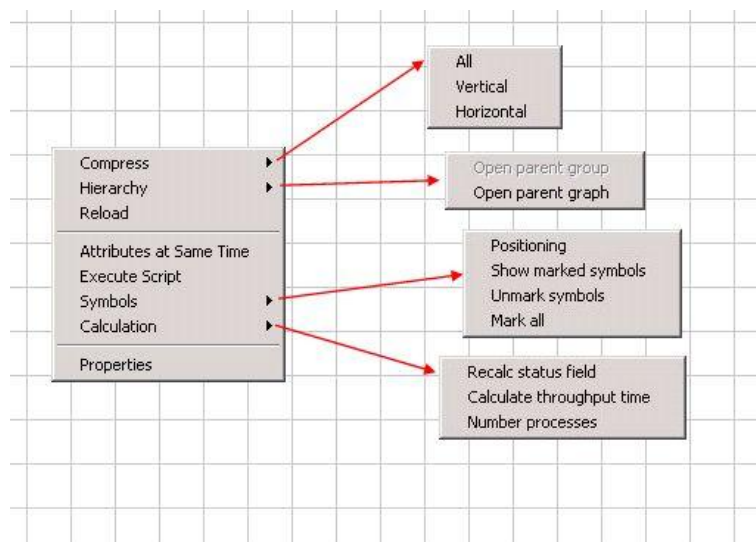 Compress
Hierarchy
Reload
Attributes at Same Time
Execute Script
Symbols
Calculation
Properties
All
Vertical
Horizontal
Open parent group
Open parent graph
Positioning
Show marked symbols
Unmark symbols
Mark all
Recalc status field
Calculate throughput time
Number processes